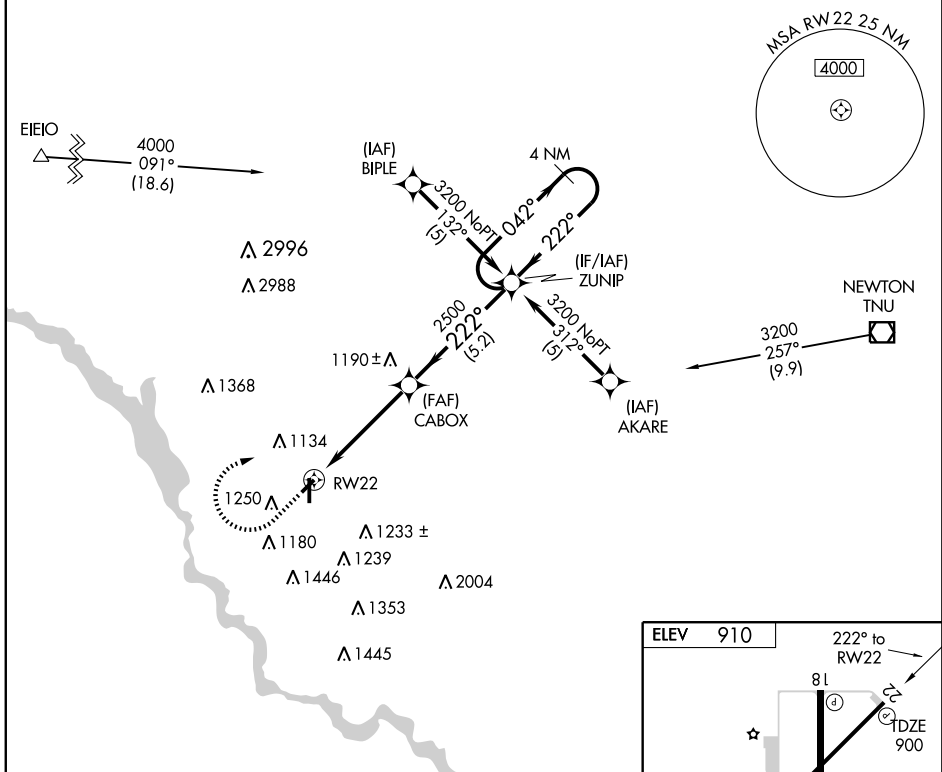 MSA RW 22 25 NM
4000
EIEIO
4000
091°
(18.6)
(IAF)
BIPLE
4 NM
3200 NoPT
132°
(5)
042°
222°
(IF/IAF)
ZUNIP
2996
2988
NEWTON
TNU
3200
257°
(9.9)
2500
222°
(5.2)
3200 NoPT
312°
(5)
1190 ±
1368
(FAF)
CABOX
(IAF)
AKARE
1134
RW22
1250
1180
1233 ±
1239
1446
2004
1353
1445
ELEV 910
222° to
RW22
18
22
P
P
TDZE
900